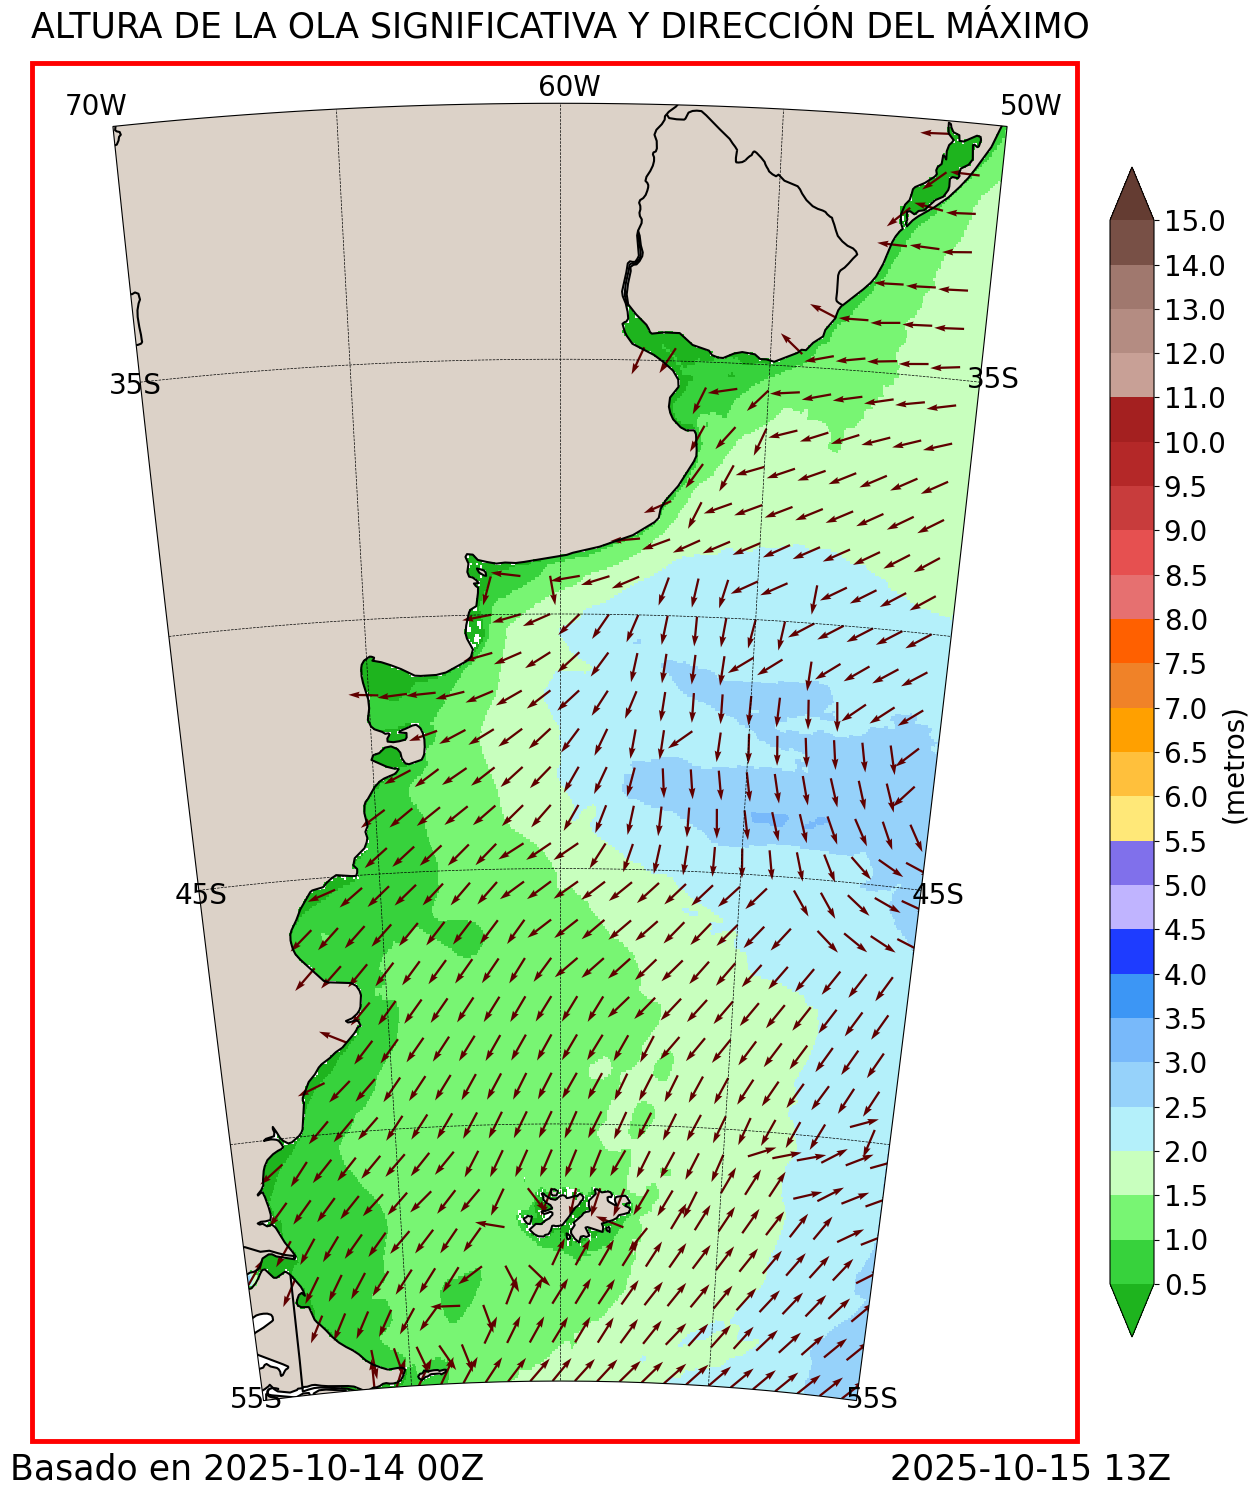 ALTURA DE LA OLA SIGNIFICATIVA Y DIRECCIÓN DEL MÁXIMO
70W
60W
50W
35S
35S
45S
45S
55S
55S
15.0
14.0
13.0
12.0
11.0
10.0
9.5
9.0
8.5
8.0
7.5
7.0
6.5
6.0
5.5
5.0
4.5
4.0
3.5
3.0
2.5
2.0
1.5
1.0
0.5
(metros)
Basado en 2025-10-14 00Z
2025-10-15 13Z